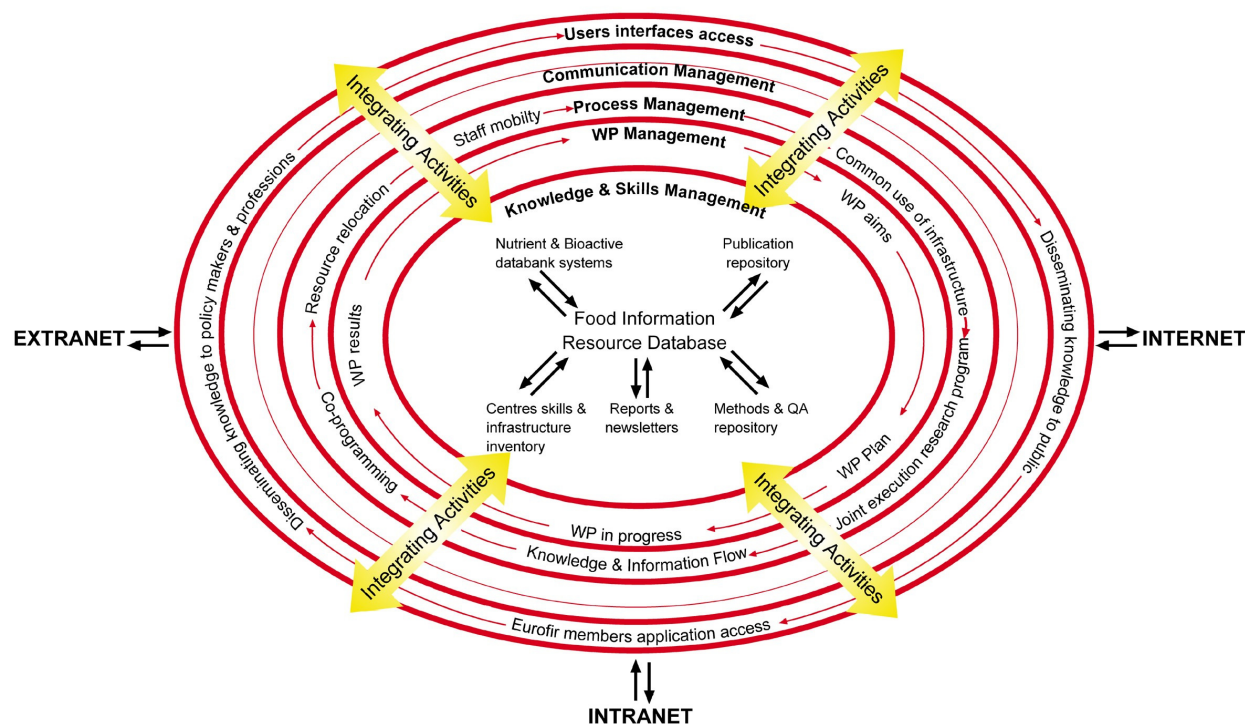 Users interfaces access
Communication Management
Process Management
Staff mobilty
WP Management
Knowledge & Skills Management
Integrating Activities
Integrating Activities
Integrating Activities
Integrating Activities
Disseminating knowledge to policy makers & professions
Resource relocation
WP results
Co-programming
WP aims
Common use of infrastructure
Disseminating knowledge to public
Joint execution research program
WP Plan
Nutrient & Bioactive
databank systems
Publication
repository
Food Information
Resource Database
Centres skills &
infrastructure
inventory
Reports &
newsletters
Methods & QA
repository
EXTRANET
INTERNET
WP in progress
Knowledge & Information Flow
Eurofir members application access
INTRANET